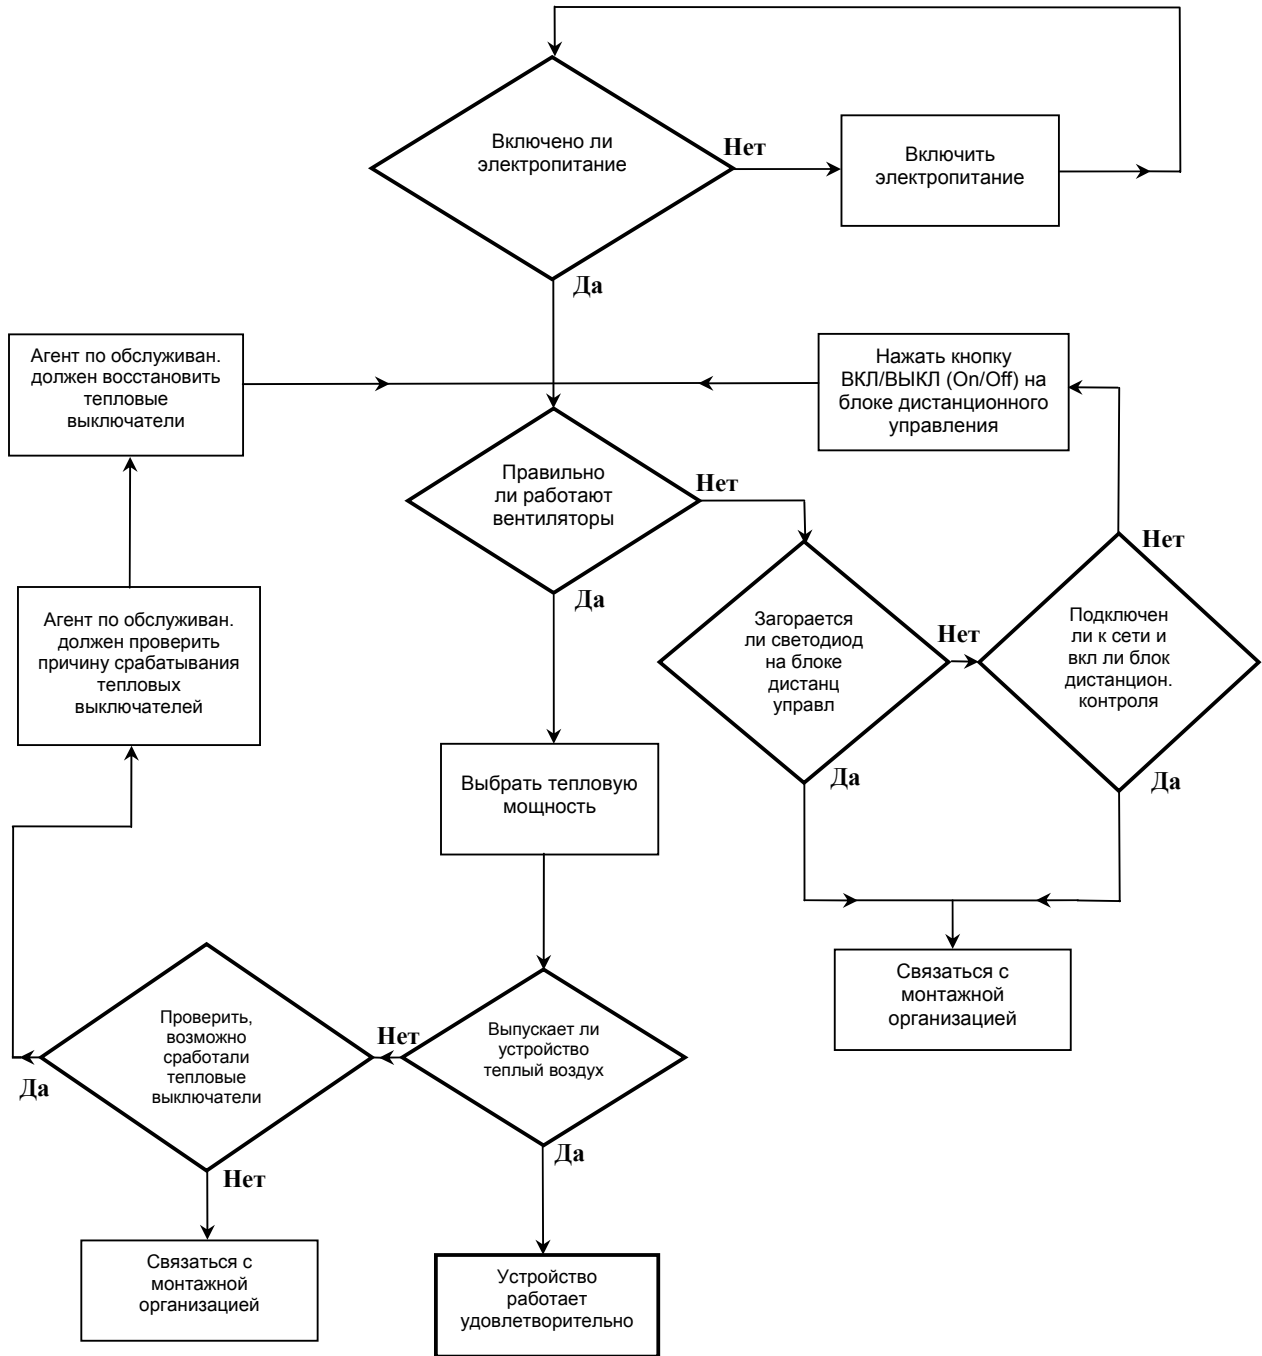 Включено ли
электропитание
Нет
Включить
электропитание
Да
Агент по обслуживан.
должен восстановить
тепловые
выключатели
Нажать кнопку
ВКЛ/ВЫКЛ (On/Off) на
блоке дистанционного
управления
Правильно
ли работают
вентиляторы
Нет
Да
Нет
Агент по обслуживан.
должен проверить
причину срабатывания
тепловых
выключателей
Загорается
ли светодиод
на блоке
дистанц
управл
Нет
Подключен
ли к сети и
вкл ли блок
дистанцион.
контроля
Да
Да
Выбрать тепловую
мощность
Связаться с
монтажной
организацией
Проверить,
возможно
сработали
тепловые
выключатели
Нет
Выпускает ли
устройство
теплый воздух
Да
Да
Нет
Связаться с
монтажной
организацией
Устройство
работает
удовлетворительно